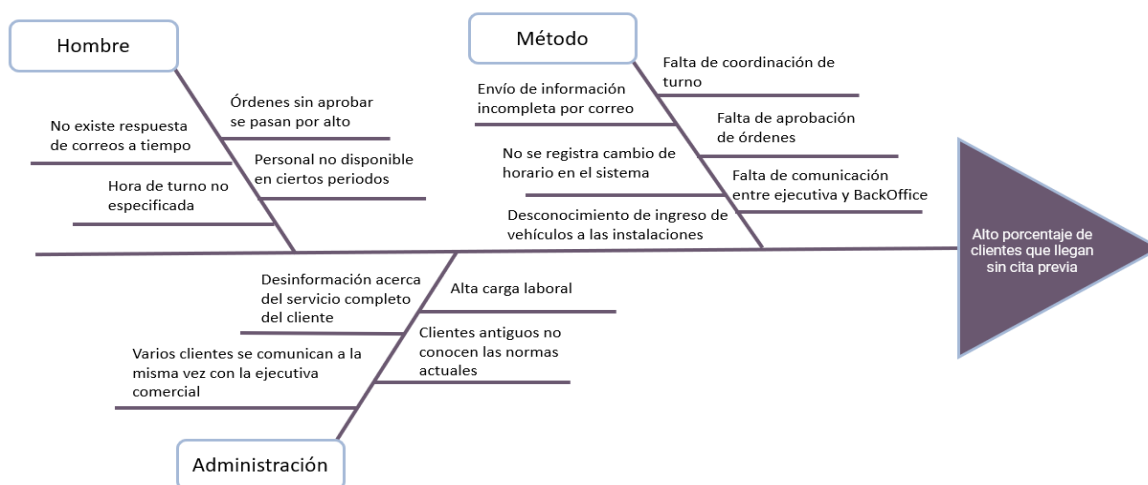 Hombre
Órdenes sin aprobar
se pasan por alto
No existe respuesta
de correos a tiempo
Personal no disponible
en ciertos periodos
Hora de turno no
especificada
Método
Falta de coordinación de
turno
Envío de información
incompleta por correo
Falta de aprobación
de órdenes
No se registra cambio de
horario en el sistema
Falta de comunicación
entre ejecutiva y BackOffice
Desconocimiento de ingreso de
vehículos a las instalaciones
Alto porcentaje de
clientes que llegan
sin cita previa
Desinformación acerca
del servicio completo
del cliente
Alta carga laboral
Clientes antiguos no
conocen las normas
actuales
Varios clientes se comunican a la
misma vez con la ejecutiva
comercial
Administración